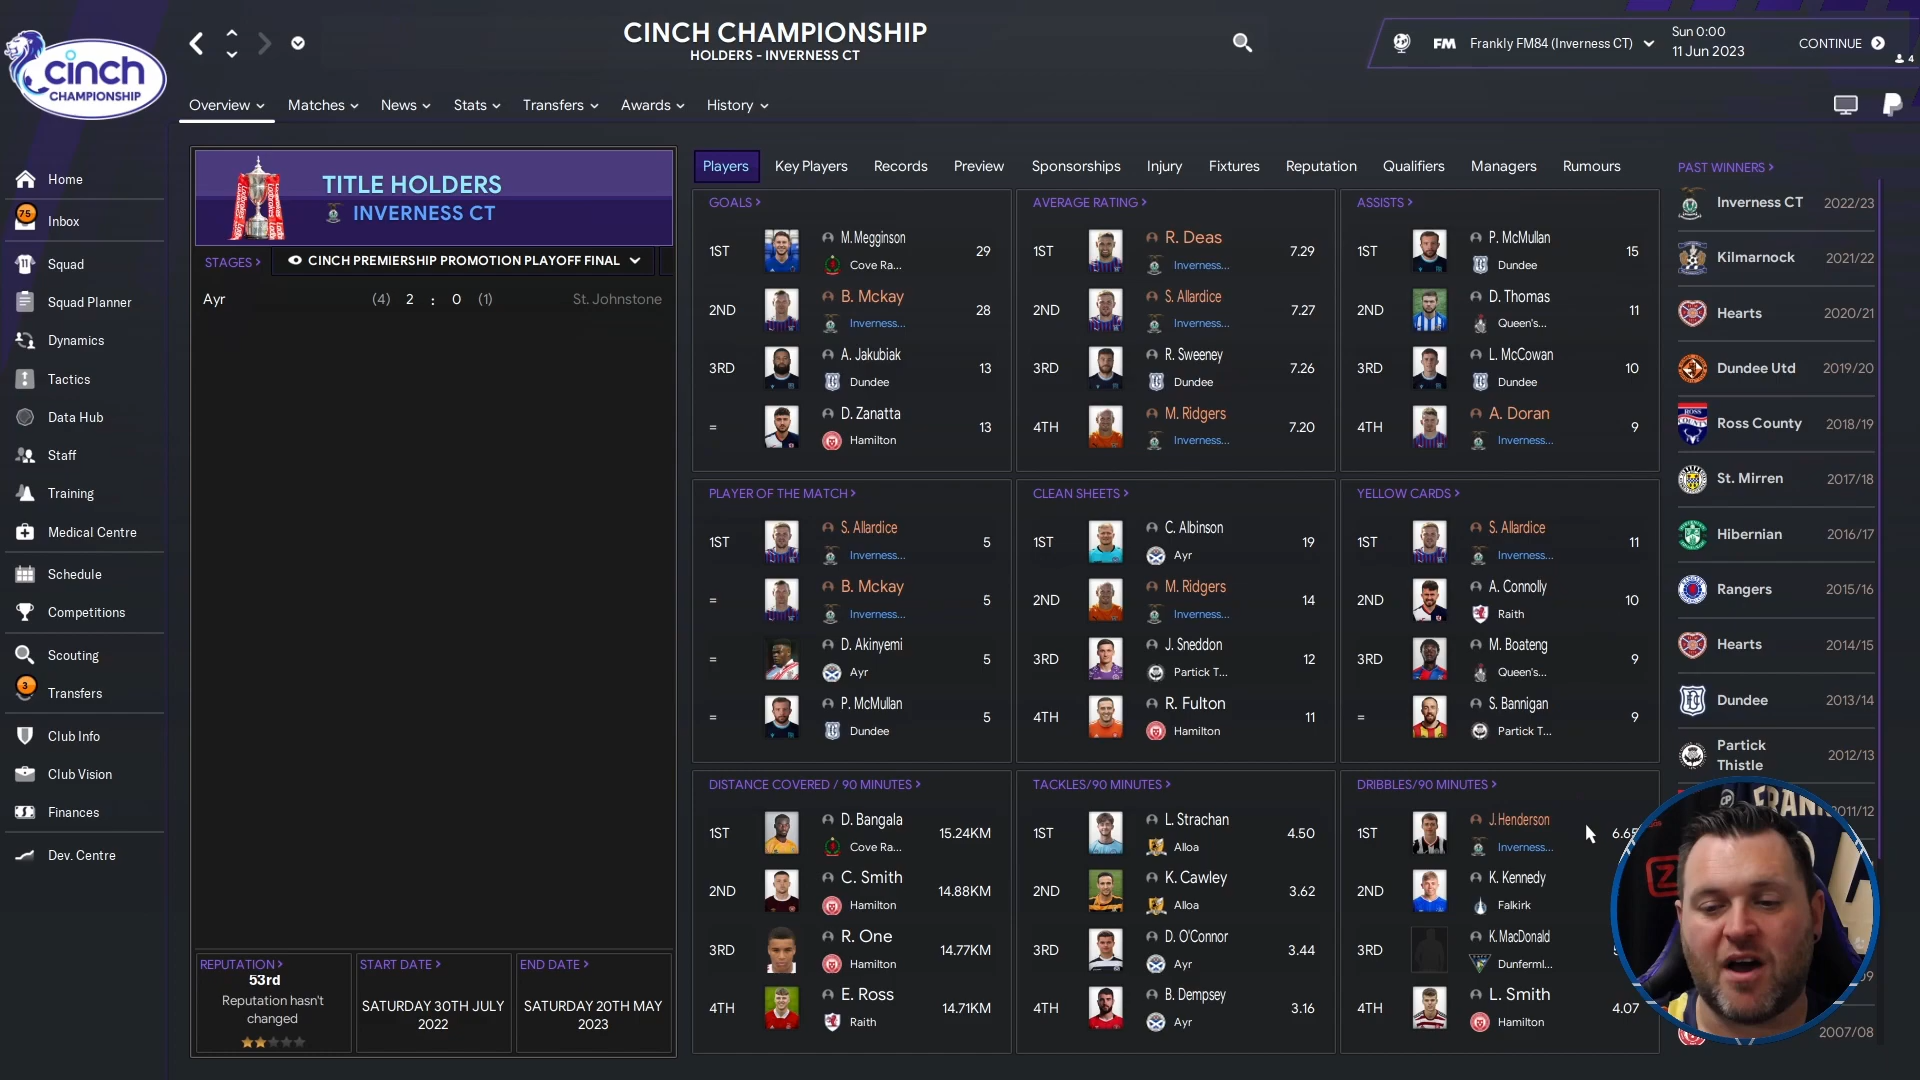 CINCH CHAMPIONSHIP
HOLDERS - INVERNESS CT
cinch
CHAMPIONSHIP
FM Frankly FM84 (Inverness CT)
Sun 0:00
11 Jun 2023
CONTINUE
4
Overview
Matches
News
Stats
Transfers
Awards
History
Home
75
Inbox
Squad
Squad Planner
Dynamics
Tactics
Data Hub
Staff
Training
Medical Centre
Schedule
Competitions
Scouting
3
Transfers
Club Info
Club Vision
Finances
Dev. Centre
TITLE HOLDERS
INVERNESS CT
STAGES >
CINCH PREMIERSHIP PROMOTION PLAYOFF FINAL
Ayr (4) 2 : 0 (1) St. Johnstone
REPUTATION >
53rd
Reputation hasn't
changed
START DATE >
SATURDAY 30TH JULY
2022
END DATE >
SATURDAY 20TH MAY
2023
Players
Key Players
Records
Preview
Sponsorships
Injury
Fixtures
Reputation
Qualifiers
Managers
Rumours
GOALS >
1ST M. Megginson 29
Cove Ra...
2ND B. Mckay 28
Inverness...
3RD A. Jakubiak 13
Dundee
= D. Zanatta 13
Hamilton
AVERAGE RATING >
1ST R. Deas 7.29
Inverness...
2ND S. Allardice 7.27
Inverness...
3RD R. Sweeney 7.26
Dundee
4TH M. Ridgers 7.20
Inverness...
ASSISTS >
1ST P. McMullan 15
Dundee
2ND D. Thomas 11
Queen's...
3RD L. McCowan 10
Dundee
4TH A. Doran 9
Inverness...
PLAYER OF THE MATCH >
1ST S. Allardice 5
Inverness...
= B. Mckay 5
Inverness...
= D. Akinyemi 5
Ayr
= P. McMullan 5
Dundee
CLEAN SHEETS >
1ST C. Albinson 19
Ayr
2ND M. Ridgers 14
Inverness...
3RD J. Sneddon 12
Partick T...
4TH R. Fulton 11
Hamilton
YELLOW CARDS >
1ST S. Allardice 11
Inverness...
2ND A. Connolly 10
Raith
3RD M. Boateng 9
Queen's...
= S. Bannigan 9
Partick T...
DISTANCE COVERED / 90 MINUTES >
1ST D. Bangala 15.24KM
Cove Ra...
2ND C. Smith 14.88KM
Hamilton
3RD R. One 14.77KM
Hamilton
4TH E. Ross 14.71KM
Raith
TACKLES/90 MINUTES >
1ST L. Strachan 4.50
Alloa
2ND K. Cawley 3.62
Alloa
3RD D. O'Connor 3.44
Ayr
4TH B. Dempsey 3.16
Ayr
DRIBBLES/90 MINUTES >
1ST J. Henderson
Inverness...
2ND K. Kennedy
Falkirk
3RD K. MacDonald
Dunferml...
4TH L. Smith 4.07
Hamilton
PAST WINNERS >
Inverness CT 2022/23
Kilmarnock 2021/22
Hearts 2020/21
Dundee Utd 2019/20
Ross County 2018/19
St. Mirren 2017/18
Hibernian 2016/17
Rangers 2015/16
Hearts 2014/15
Dundee 2013/14
Partick
Thistle 2012/13
2011/12
2007/08